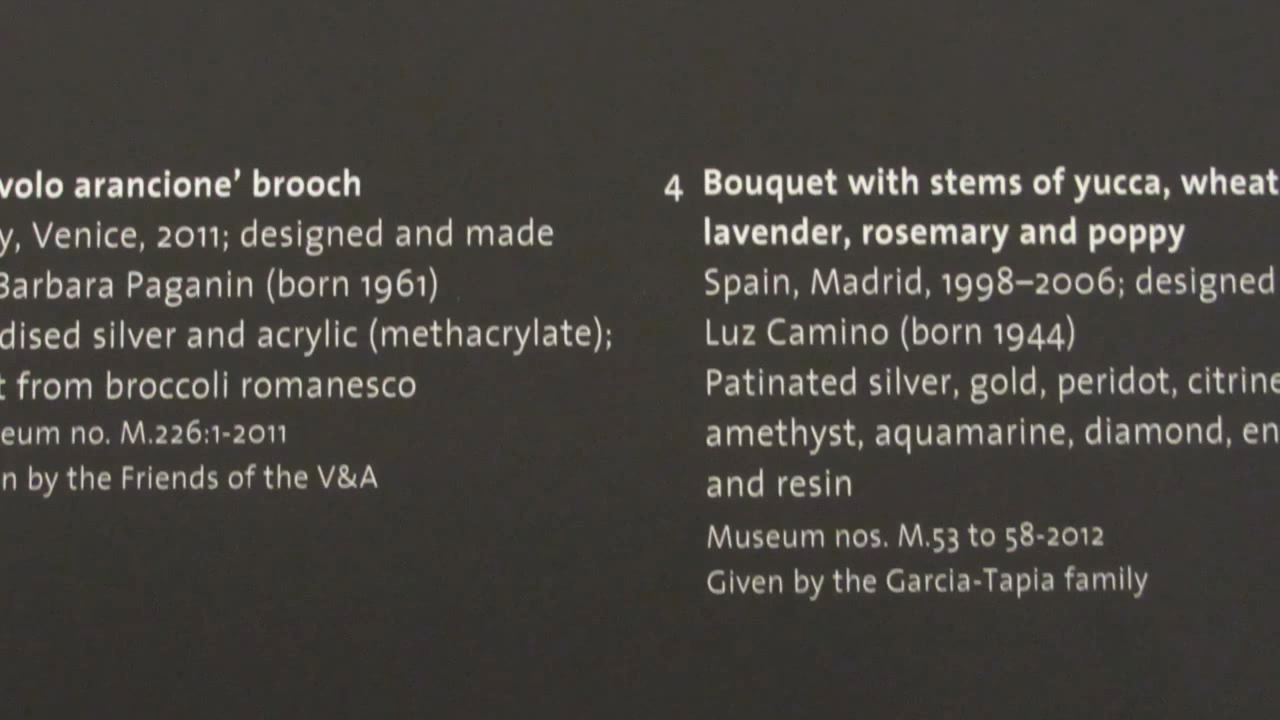 volo arancione’ brooch
y, Venice, 2011; designed and made
Barbara Paganin (born 1961)
dised silver and acrylic (methacrylate);
t from broccoli romanesco
eum no. M.226:1-2011
n by the Friends of the V&A
4 Bouquet with stems of yucca, wheat
lavender, rosemary and poppy
Spain, Madrid, 1998–2006; designed
Luz Camino (born 1944)
Patinated silver, gold, peridot, citrine
amethyst, aquamarine, diamond, en
and resin
Museum nos. M.53 to 58-2012
Given by the Garcia-Tapia family